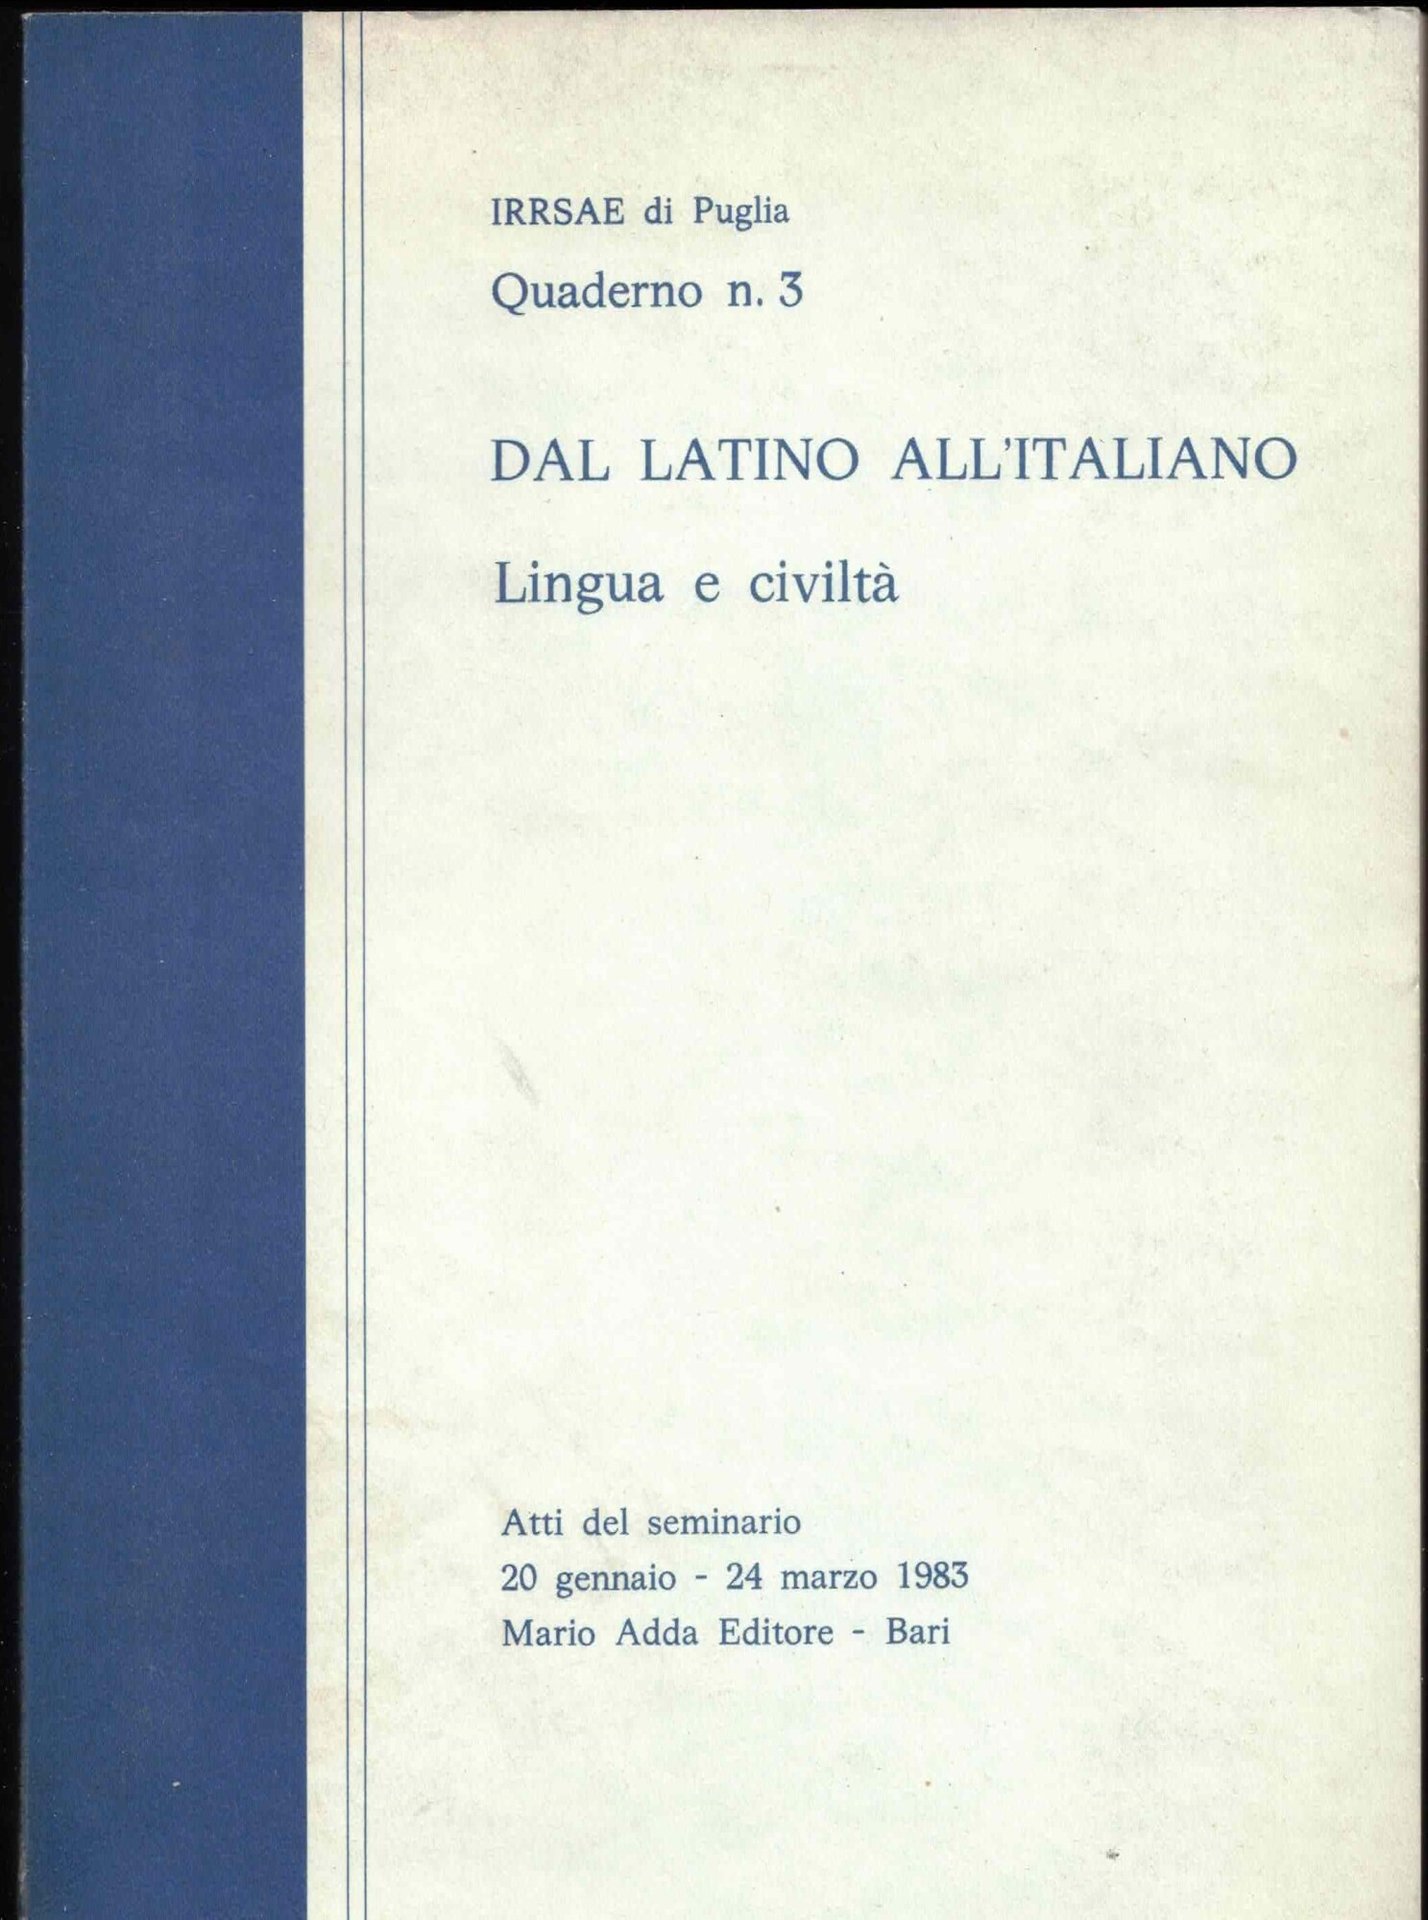 IRRSAE di Puglia
Quaderno n. 3
DAL LATINO ALL'ITALIANO
Lingua e civiltà
Atti del seminario
20 gennaio - 24 marzo 1983
Mario Adda Editore - Bari